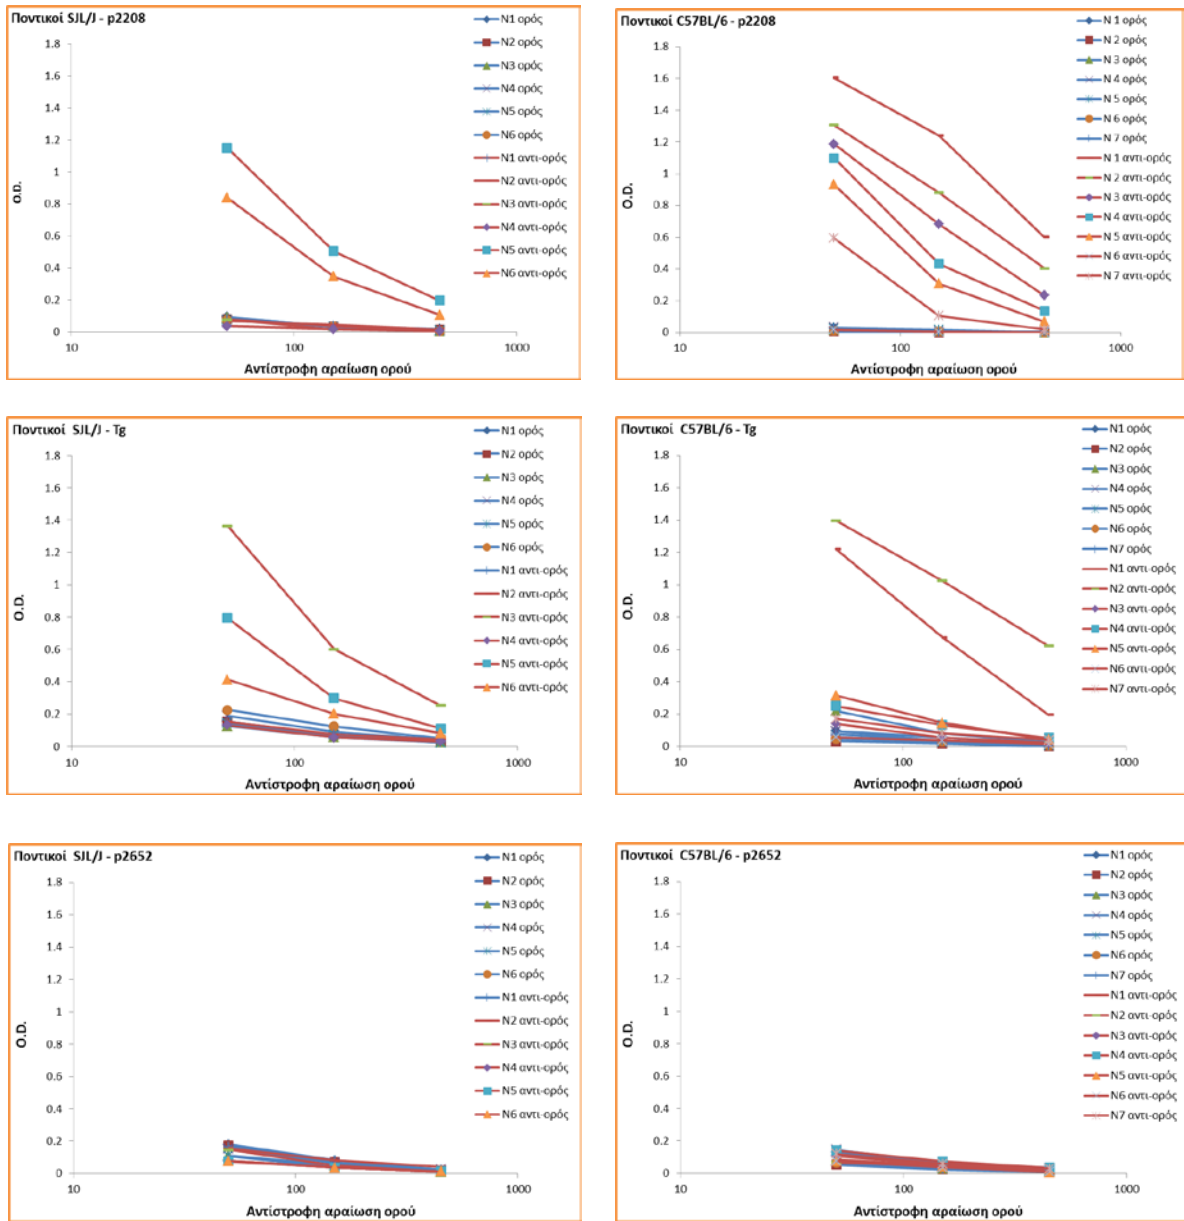 Ποντικοί SJL/J - p2208
1.8
1.6
1.4
1.2
1
0.8
0.6
0.4
0.2
0
10
100
1000
O.D.
Αντίστροφη αραίωση ορού
N1 ορός
N2 ορός
N3 ορός
N4 ορός
N5 ορός
N6 ορός
N1 αντι-ορός
N2 αντι-ορός
N3 αντι-ορός
N4 αντι-ορός
N5 αντι-ορός
N6 αντι-ορός
Ποντικοί C57BL/6 - p2208
1.8
1.6
1.4
1.2
1
0.8
0.6
0.4
0.2
0
10
100
1000
O.D.
Αντίστροφη αραίωση ορού
N 1 ορός
N 2 ορός
N 3 ορός
N 4 ορός
N 5 ορός
N 6 ορός
N 7 ορός
N 1 αντι-ορός
N 2 αντι-ορός
N 3 αντι-ορός
N 4 αντι-ορός
N 5 αντι-ορός
N 6 αντι-ορός
N 7 αντι-ορός
Ποντικοί SJL/J - Tg
1.8
1.6
1.4
1.2
1
0.8
0.6
0.4
0.2
0
10
100
1000
O.D.
Αντίστροφη αραίωση ορού
N1 ορός
N2 ορός
N3 ορός
N4 ορός
N5 ορός
N6 ορός
N1 αντι-ορός
N2 αντι-ορός
N3 αντι-ορός
N4 αντι-ορός
N5 αντι-ορός
N6 αντι-ορός
Ποντικοί C57BL/6 - Tg
1.8
1.6
1.4
1.2
1
0.8
0.6
0.4
0.2
0
10
100
1000
O.D.
Αντίστροφη αραίωση ορού
N1 ορός
N2 ορός
N3 ορός
N4 ορός
N5 ορός
N6 ορός
N7 ορός
N1 αντι-ορός
N2 αντι-ορός
N3 αντι-ορός
N4 αντι-ορός
N5 αντι-ορός
N6 αντι-ορός
N7 αντι-ορός
Ποντικοί SJL/J - p2652
1.8
1.6
1.4
1.2
1
0.8
0.6
0.4
0.2
0
10
100
1000
O.D.
Αντίστροφη αραίωση ορού
N1 ορός
N2 ορός
N3 ορός
N4 ορός
N5 ορός
N6 ορός
N1 αντι-ορός
N2 αντι-ορός
N3 αντι-ορός
N4 αντι-ορός
N5 αντι-ορός
N6 αντι-ορός
Ποντικοί C57BL/6 - p2652
1.8
1.6
1.4
1.2
1
0.8
0.6
0.4
0.2
0
10
100
1000
O.D.
Αντίστροφη αραίωση ορού
N1 ορός
N2 ορός
N3 ορός
N4 ορός
N5 ορός
N6 ορός
N7 ορός
N1 αντι-ορός
N2 αντι-ορός
N3 αντι-ορός
N4 αντι-ορός
N5 αντι-ορός
N6 αντι-ορός
N7 αντι-ορός